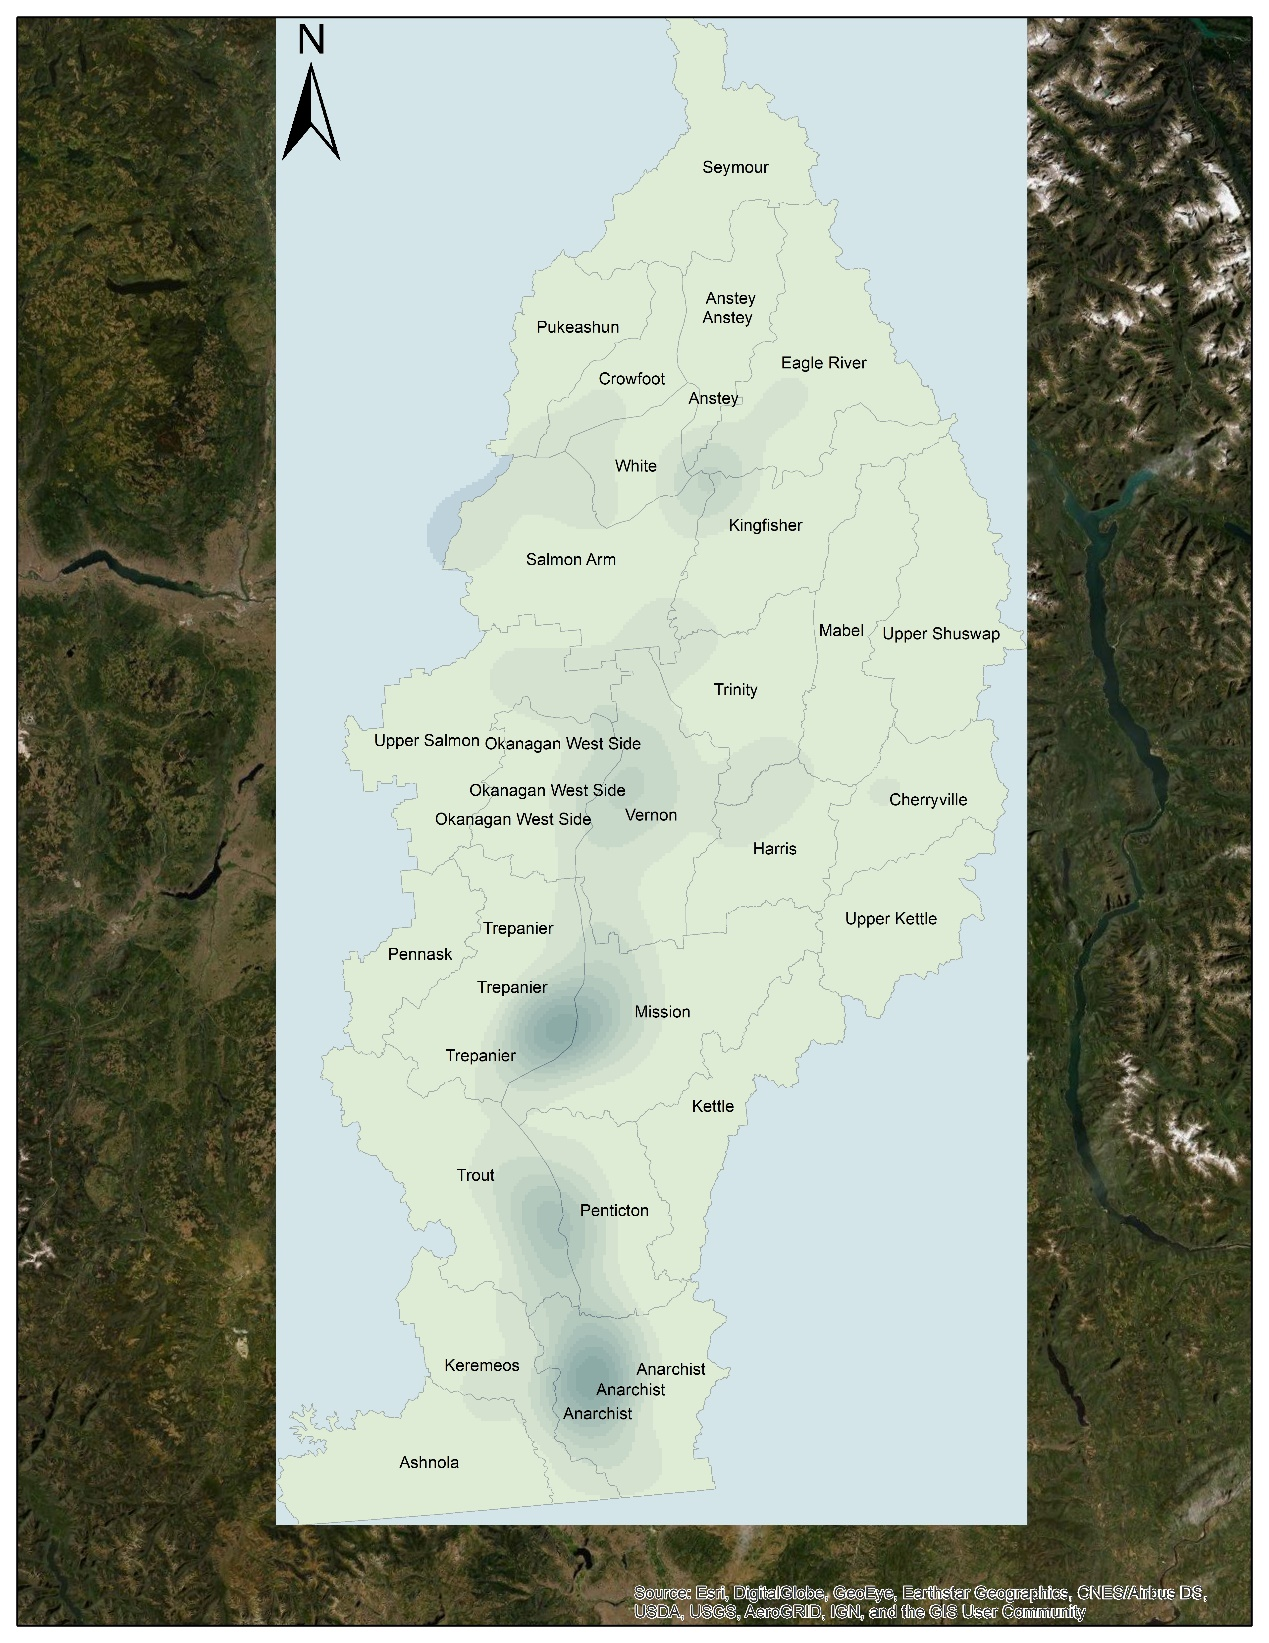 N
Seymour
Anstey
Anstey
Pukeashun
Eagle River
Crowfoot
Anstey
White
Kingfisher
Salmon Arm
Mabel
Upper Shuswap
Trinity
Upper Salmon
Okanagan West Side
Okanagan West Side
Cherryville
Okanagan West Side
Vernon
Harris
Upper Kettle
Trepanier
Pennask
Trepanier
Mission
Trepanier
Kettle
Trout
Penticton
Keremeos
Anarchist
Anarchist
Anarchist
Ashnola
Source: Esri, DigitalGlobe, GeoEye, Earthstar Geographics, CNES/Airbus DS,
USDA, USGS, AeroGRID, IGN, and the GIS User Community